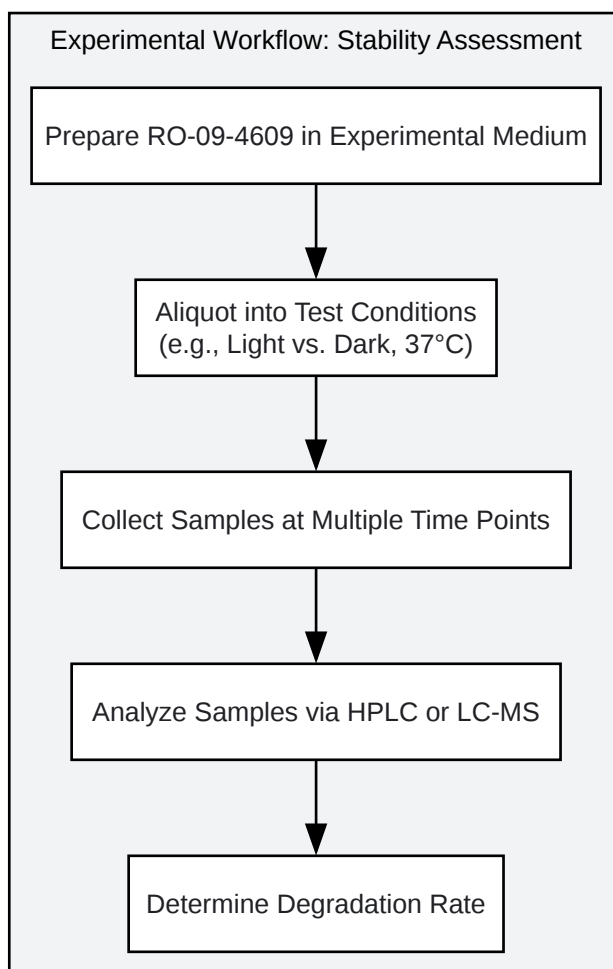 Experimental Workflow: Stability Assessment
Prepare RO-09-4609 in Experimental Medium
Aliquot into Test Conditions
(e.g., Light vs. Dark, 37°C)
Collect Samples at Multiple Time Points
Analyze Samples via HPLC or LC-MS
Determine Degradation Rate